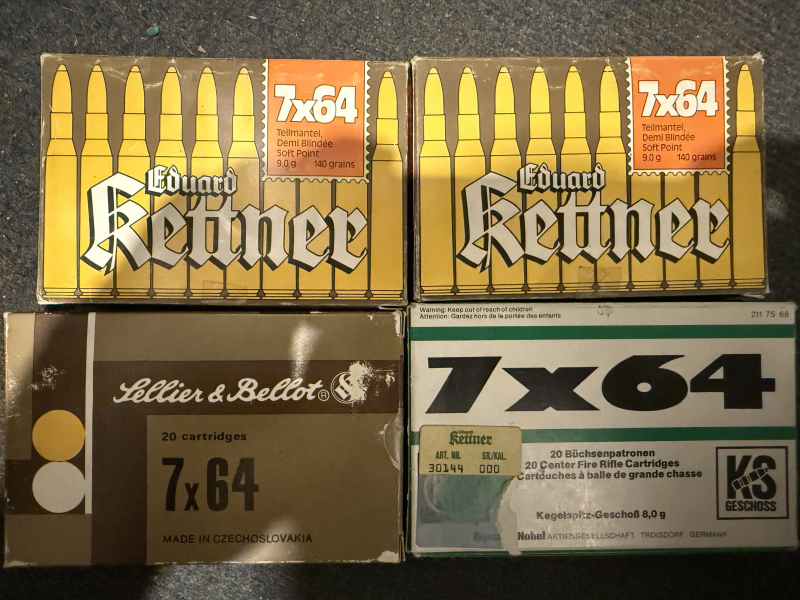 7x64
Teilmantel,
Demi Blindée
Soft Point
9,0 g 140 grains
Eduard
Kettner
7x64
Teilmantel,
Demi Blindée
Soft Point
9,0 g 140 grains
Eduard
Kettner
Sellier & Bellot®
20 cartridges
7x64
MADE IN CZECHOSLOVAKIA
Warning: Keep out of reach of children
Attention: Gardez hors de la portée des enfants
211 75 68
7x64
Eduard
Kettner
ART. NR. GR/KAL.
30144 000
20 Büchsenpatronen
20 Center Fire Rifle Cartridges
Cartouches à balle de grande chasse
Kegelspitz-Geschoß 8,0 g
KS
GESCHOSS
Nobel AKTIENGESELLSCHAFT TROISDORF GERMANY